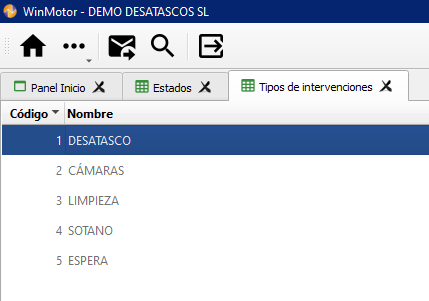 WinMotor - DEMO DESATASCOS SL
Panel Inicio Estados Tipos de intervenciones
Código Nombre
1 DESATASCO
2 CÁMARAS
3 LIMPIEZA
4 SOTANO
5 ESPERA